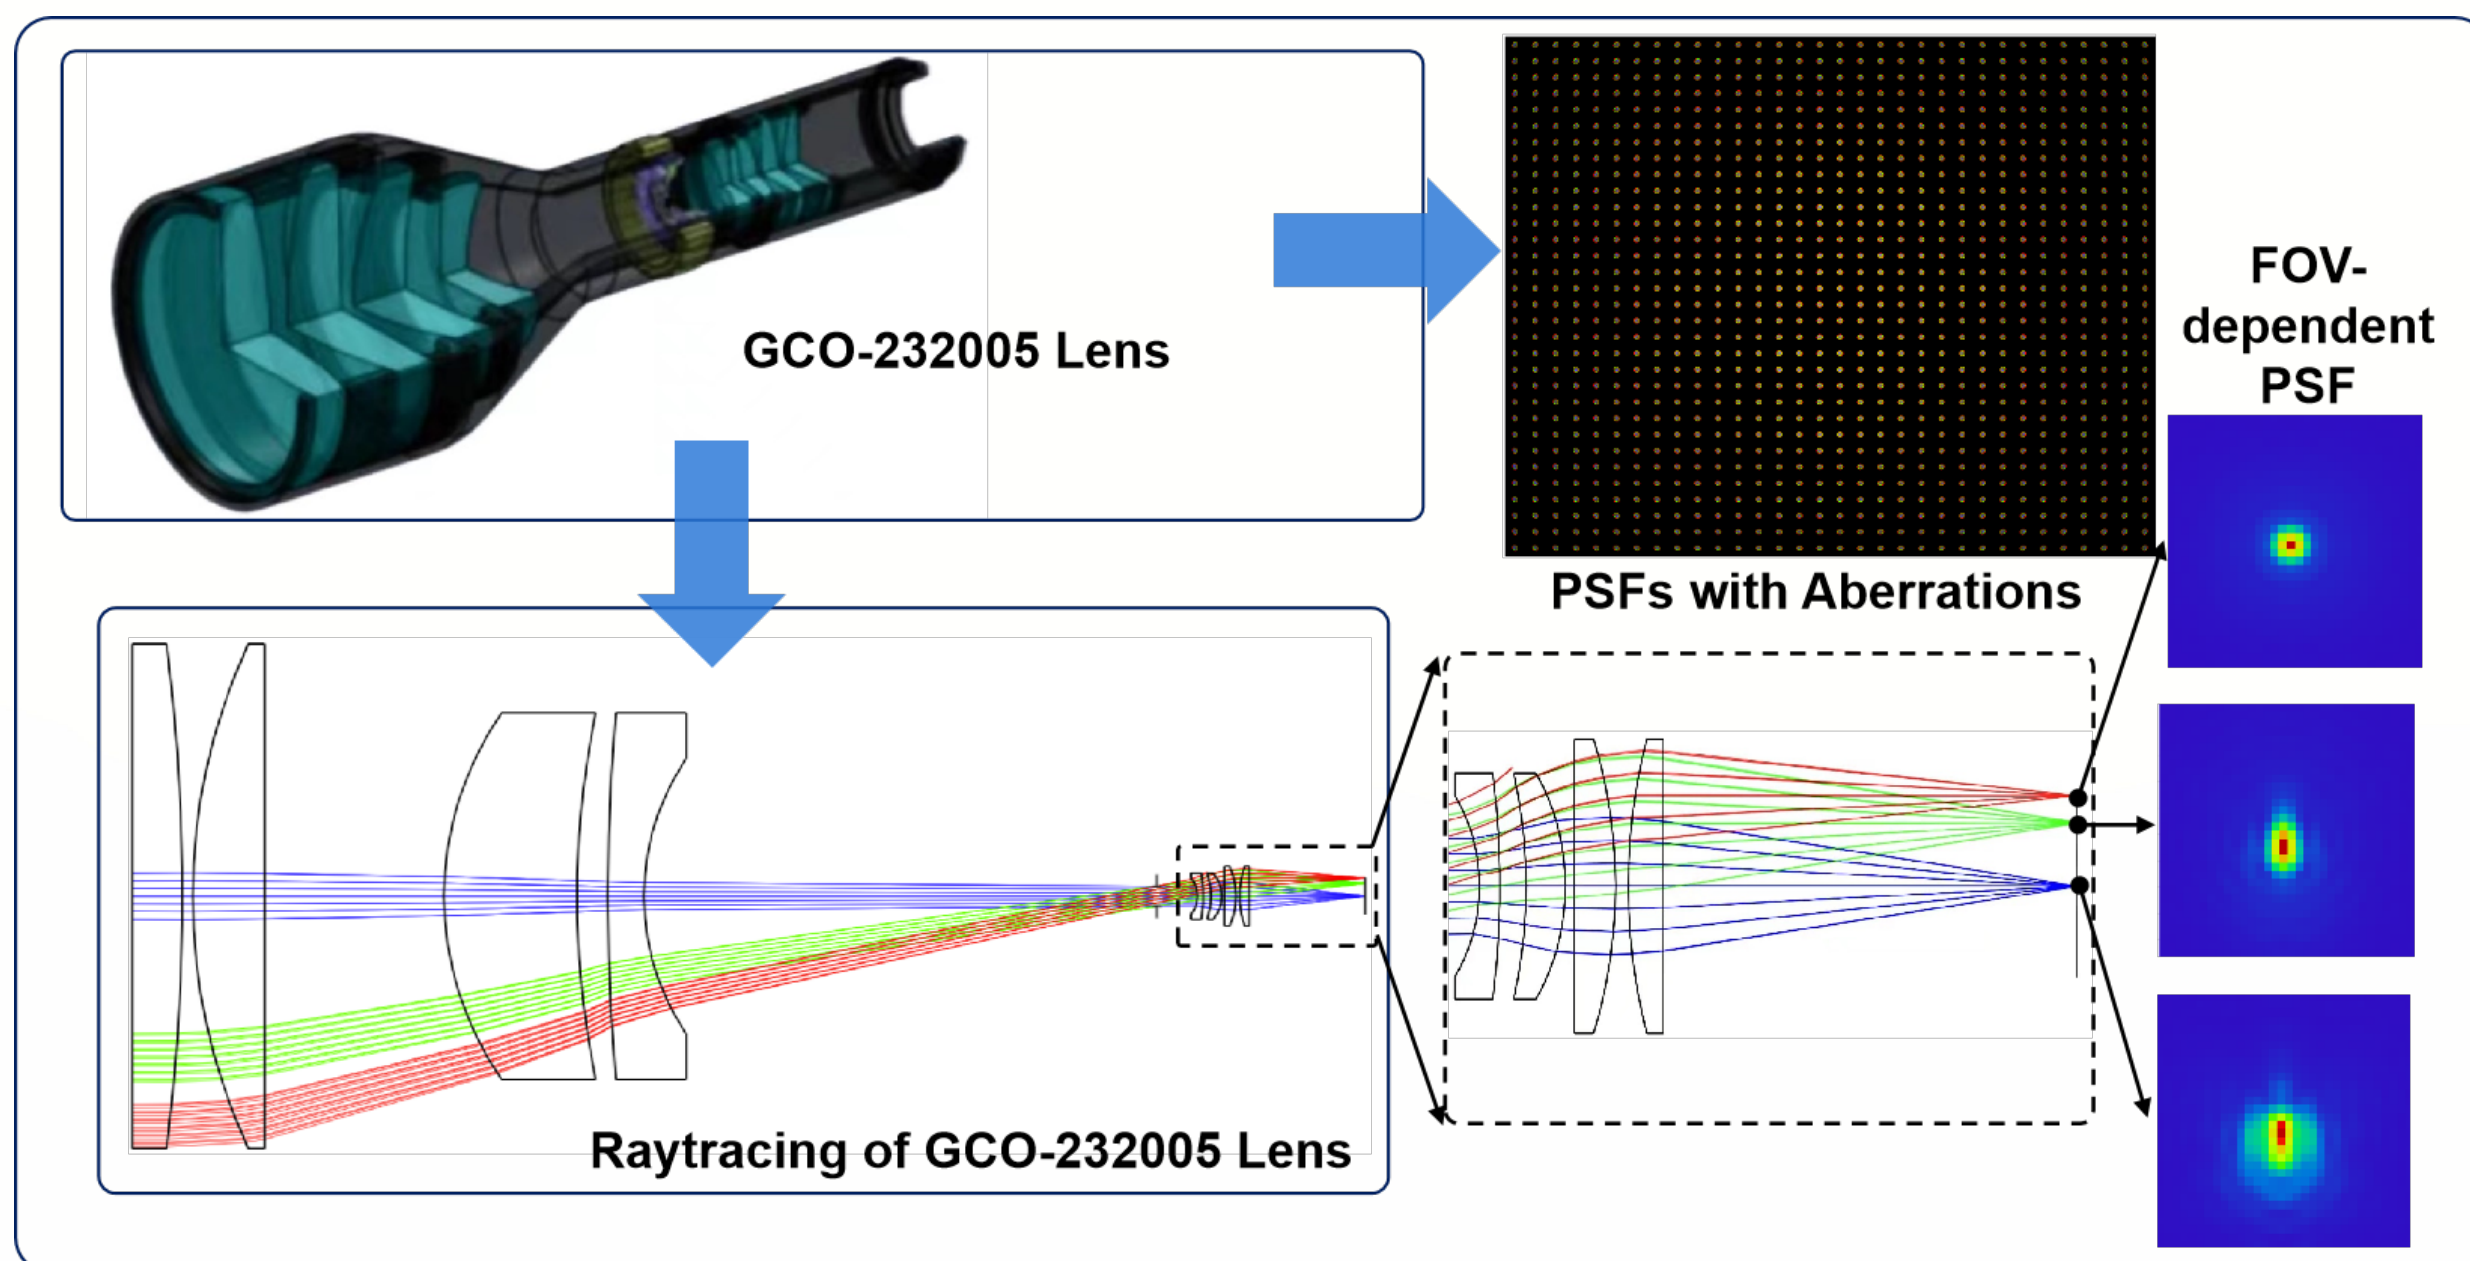 GCO-232005 Lens
PSFs with Aberrations
FOV-
dependent
PSF
Raytracing of GCO-232005 Lens